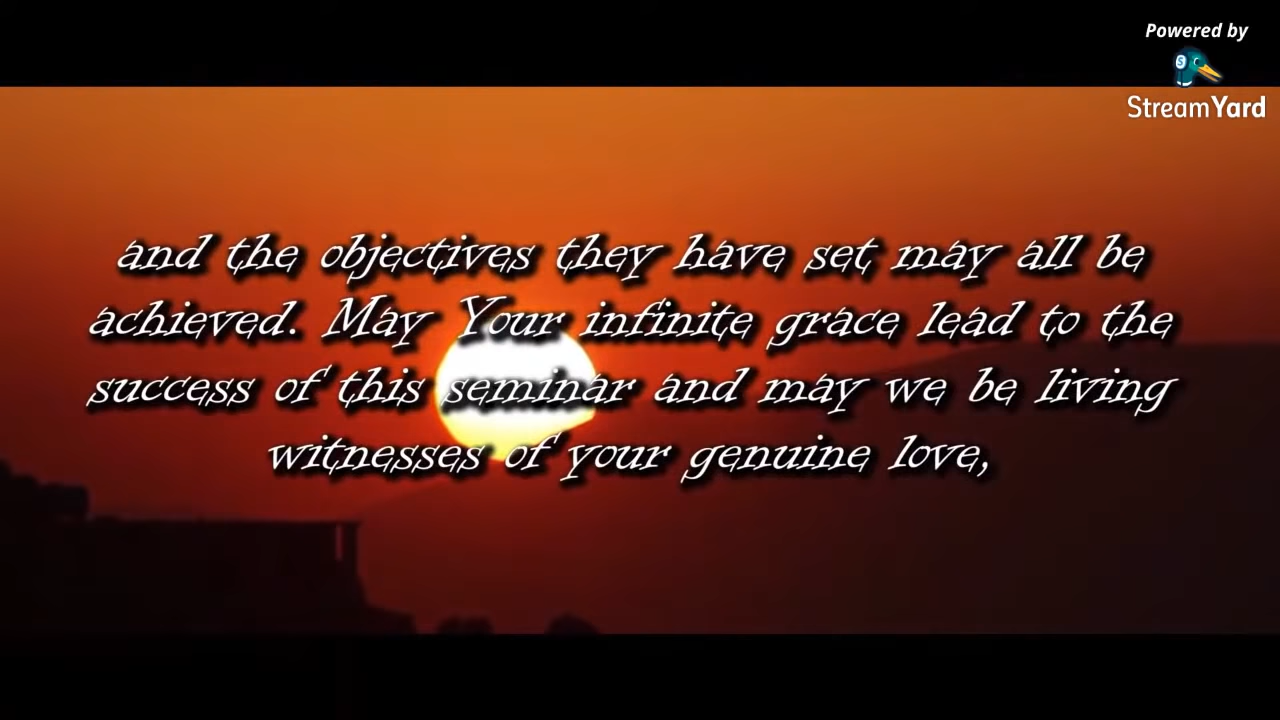 Powered by
StreamYard
and the objectives they have set may all be
achieved. May Your infinite grace lead to the
success of this seminar and may we be living
witnesses of your genuine love,